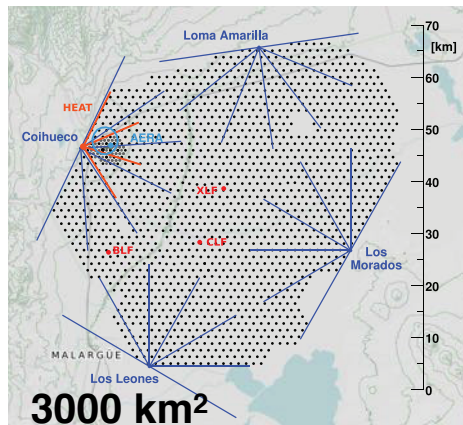 Loma Amarilla
70
[km]
60
HEAT
Coihueco
AERA
50
XLF
40
CLF
BLF
30
Los
Morados
20
10
MALARGÜE
Los Leones
0
3000 km²